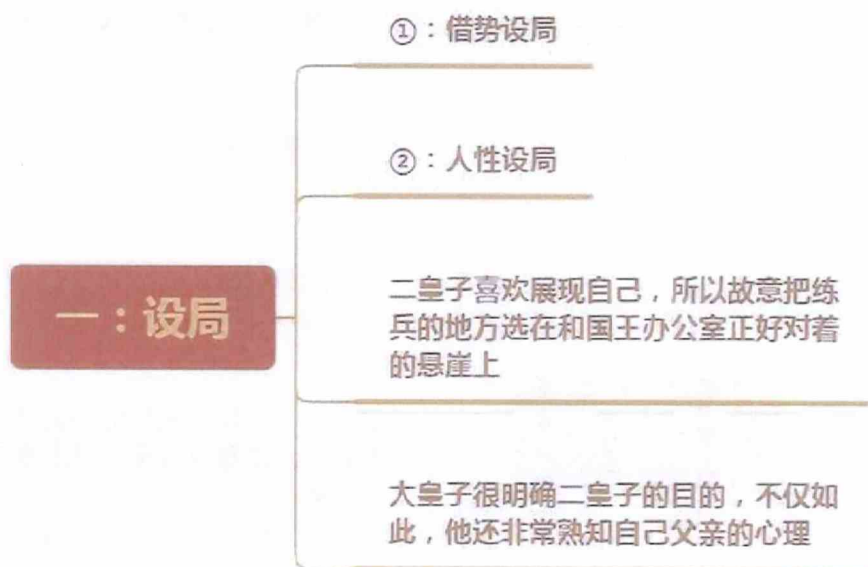 ①：借势设局
②：人性设局
一：设局
二皇子喜欢展现自己，所以故意把练
兵的地方选在和国王办公室正好对着
的悬崖上
大皇子很明确二皇子的目的，不仅如
此，他还非常熟知自己父亲的心理